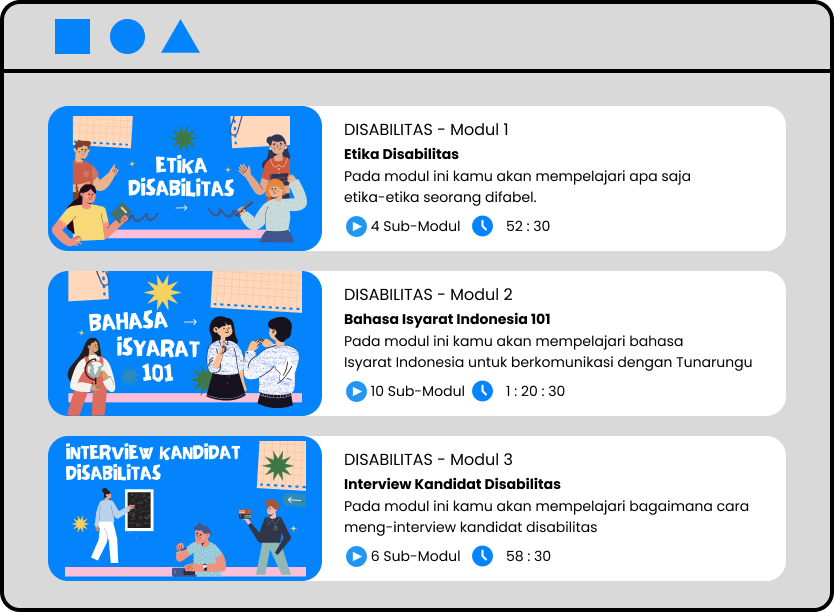 ETIKA
DISABILITAS
DISABILITAS - Modul 1
Etika Disabilitas
Pada modul ini kamu akan mempelajari apa saja
etika-etika seorang difabel.
4 Sub-Modul 52 : 30
BAHASA
ISYARAT
101
DISABILITAS - Modul 2
Bahasa Isyarat Indonesia 101
Pada modul ini kamu akan mempelajari bahasa
Isyarat Indonesia untuk berkomunikasi dengan Tunarungu
10 Sub-Modul 1 : 20 : 30
INTERVIEW KANDIDAT
DISABILITAS
DISABILITAS - Modul 3
Interview Kandidat Disabilitas
Pada modul ini kamu akan mempelajari bagaimana cara
meng-interview kandidat disabilitas
6 Sub-Modul 58 : 30